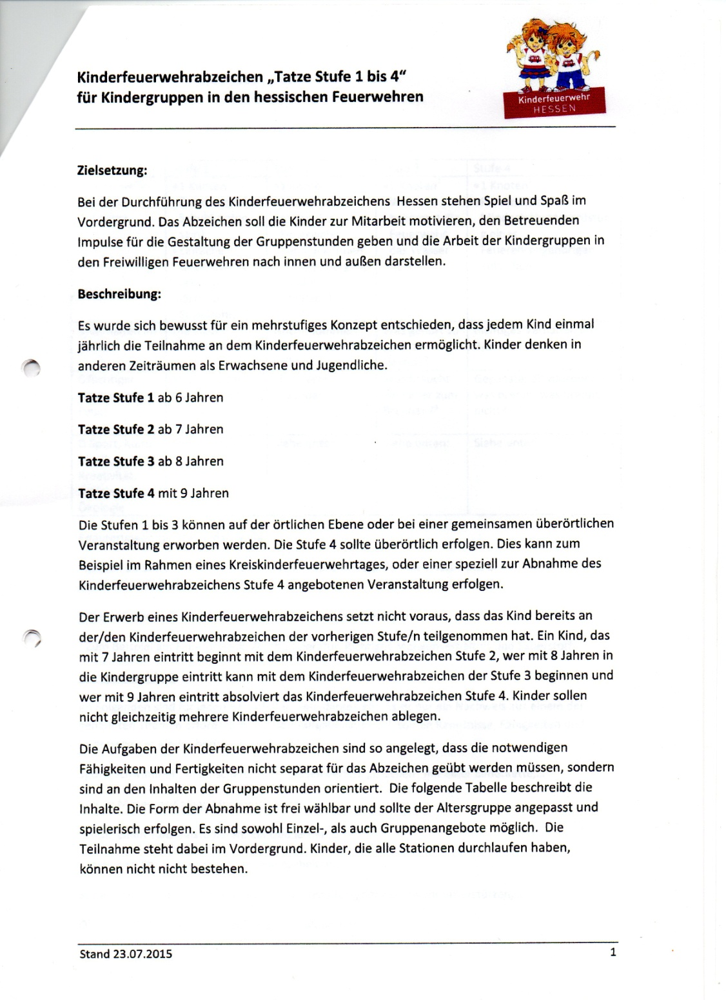 Kinderfeuerwehrabzeichen „Tatze Stufe 1 bis 4“
für Kindergruppen in den hessischen Feuerwehren
Kinderfeuerwehr
HESSEN
Zielsetzung:
Bei der Durchführung des Kinderfeuerwehrabzeichens Hessen stehen Spiel und Spaß im
Vordergrund. Das Abzeichen soll die Kinder zur Mitarbeit motivieren, den Betreuenden
Impulse für die Gestaltung der Gruppenstunden geben und die Arbeit der Kindergruppen in
den Freiwilligen Feuerwehren nach innen und außen darstellen.
Beschreibung:
Es wurde sich bewusst für ein mehrstufiges Konzept entschieden, dass jedem Kind einmal
jährlich die Teilnahme an dem Kinderfeuerwehrabzeichen ermöglicht. Kinder denken in
anderen Zeiträumen als Erwachsene und Jugendliche.
Tatze Stufe 1 ab 6 Jahren
Tatze Stufe 2 ab 7 Jahren
Tatze Stufe 3 ab 8 Jahren
Tatze Stufe 4 mit 9 Jahren
Die Stufen 1 bis 3 können auf der örtlichen Ebene oder bei einer gemeinsamen überörtlichen
Veranstaltung erworben werden. Die Stufe 4 sollte überörtlich erfolgen. Dies kann zum
Beispiel im Rahmen eines Kreiskinderfeuerwehrtages, oder einer speziell zur Abnahme des
Kinderfeuerwehrabzeichens Stufe 4 angebotenen Veranstaltung erfolgen.
Der Erwerb eines Kinderfeuerwehrabzeichens setzt nicht voraus, dass das Kind bereits an
der/den Kinderfeuerwehrabzeichen der vorherigen Stufe/n teilgenommen hat. Ein Kind, das
mit 7 Jahren eintritt beginnt mit dem Kinderfeuerwehrabzeichen Stufe 2, wer mit 8 Jahren in
die Kindergruppe eintritt kann mit dem Kinderfeuerwehrabzeichen der Stufe 3 beginnen und
wer mit 9 Jahren eintritt absolviert das Kinderfeuerwehrabzeichen Stufe 4. Kinder sollen
nicht gleichzeitig mehrere Kinderfeuerwehrabzeichen ablegen.
Die Aufgaben der Kinderfeuerwehrabzeichen sind so angelegt, dass die notwendigen
Fähigkeiten und Fertigkeiten nicht separat für das Abzeichen geübt werden müssen, sondern
sind an den Inhalten der Gruppenstunden orientiert. Die folgende Tabelle beschreibt die
Inhalte. Die Form der Abnahme ist frei wählbar und sollte der Altersgruppe angepasst und
spielerisch erfolgen. Es sind sowohl Einzel-, als auch Gruppenangebote möglich. Die
Teilnahme steht dabei im Vordergrund. Kinder, die alle Stationen durchlaufen haben,
können nicht nicht bestehen.
Stand 23.07.2015
1